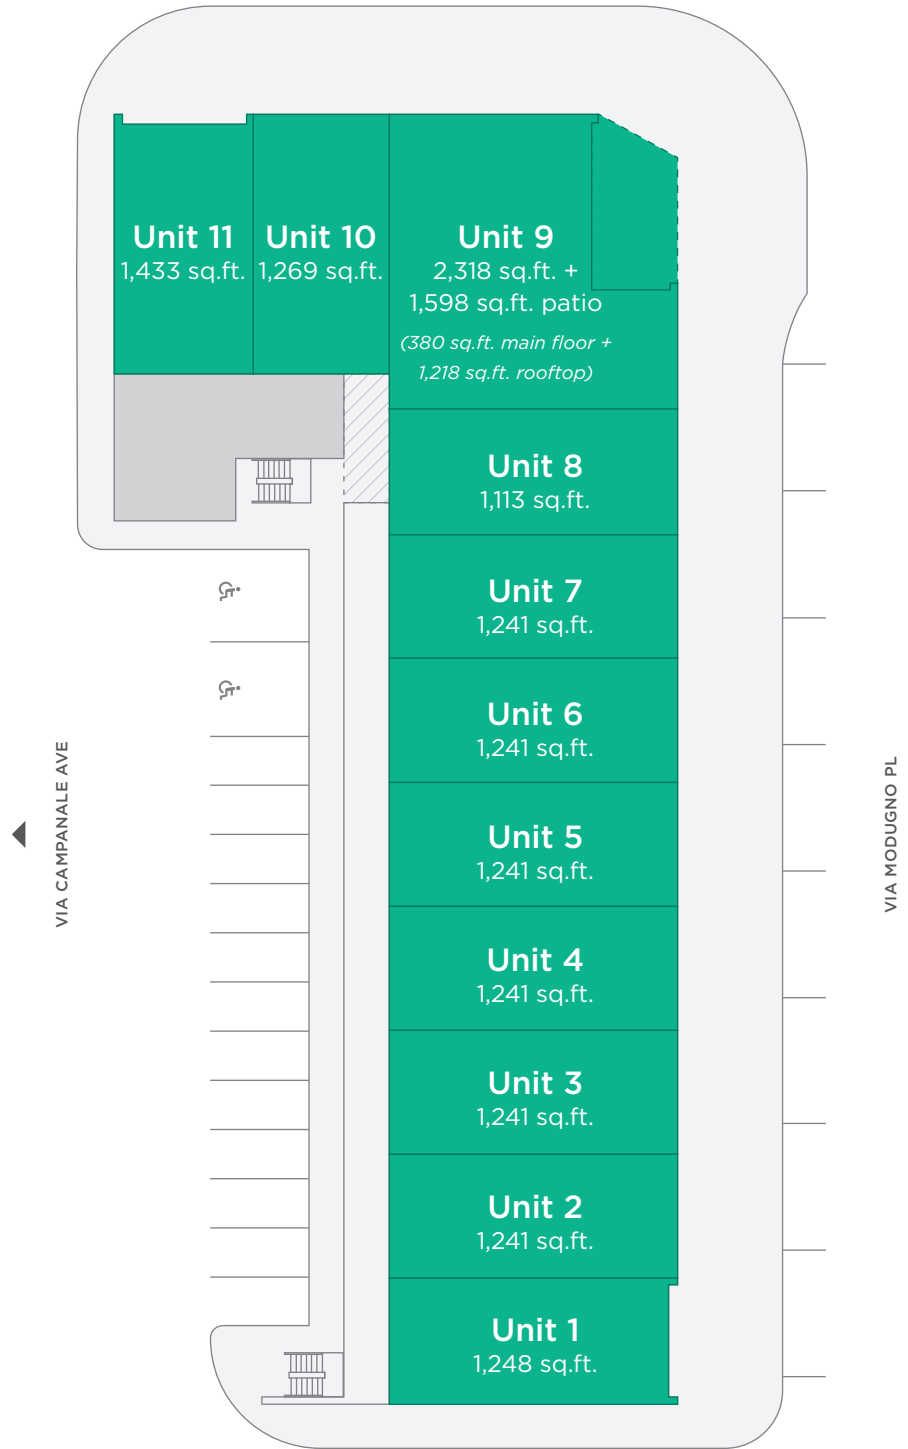 Unit 11
1,433 sq.ft.
Unit 10
1,269 sq.ft.
Unit 9
2,318 sq.ft. +
1,598 sq.ft. patio
(380 sq.ft. main floor +
1,218 sq.ft. rooftop)
Unit 8
1,113 sq.ft.
Unit 7
1,241 sq.ft.
Unit 6
1,241 sq.ft.
Unit 5
1,241 sq.ft.
Unit 4
1,241 sq.ft.
Unit 3
1,241 sq.ft.
Unit 2
1,241 sq.ft.
Unit 1
1,248 sq.ft.
VIA CAMPANALE AVE
VIA MODUGNO PL